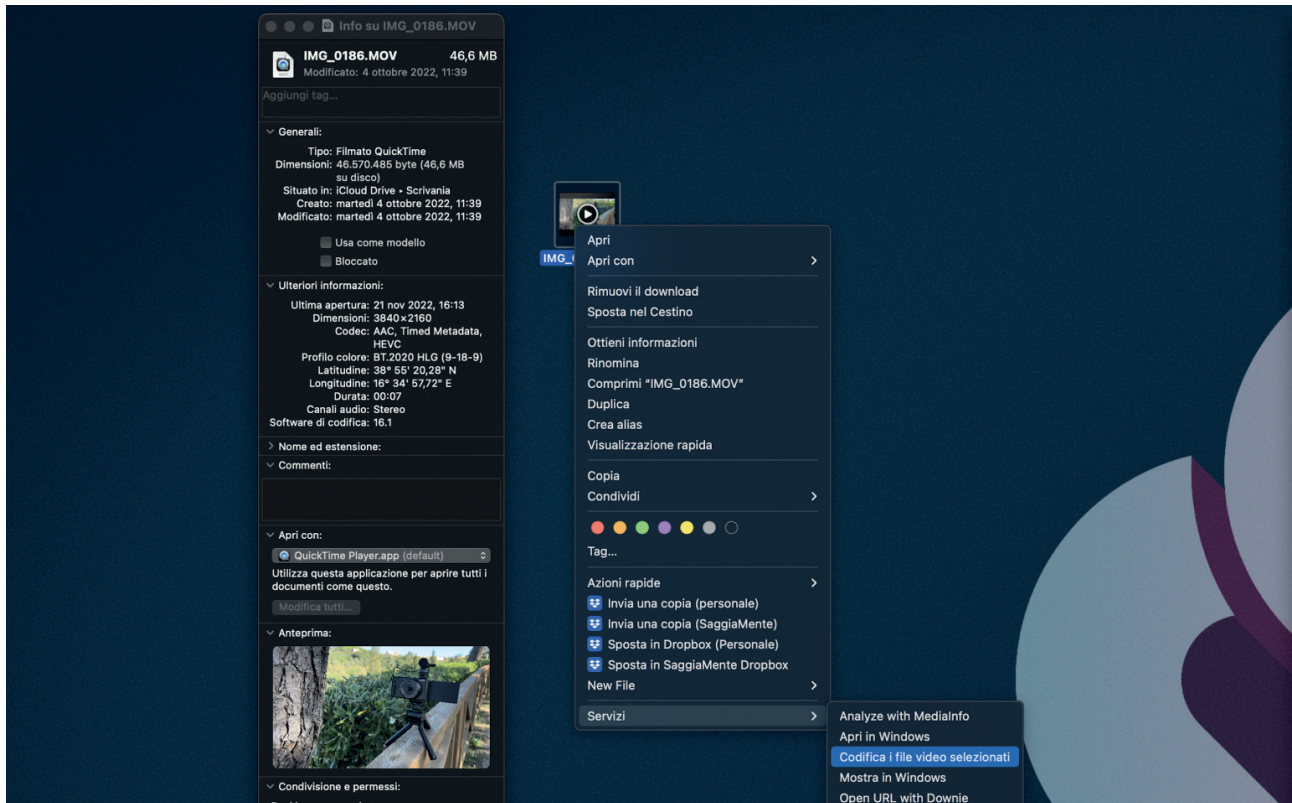 Info su IMG_0186.MOV
IMG_0186.MOV 46,6 MB
Modificato: 4 ottobre 2022, 11:39
Aggiungi tag...
Generali:
Tipo: Filmato QuickTime
Dimensioni: 46.570.485 byte (46,6 MB
su disco)
Situato in: iCloud Drive ▸ Scrivania
Creato: martedì 4 ottobre 2022, 11:39
Modificato: martedì 4 ottobre 2022, 11:39
Usa come modello
Bloccato
Ulteriori informazioni:
Ultima apertura: 21 nov 2022, 16:13
Dimensioni: 3840×2160
Codec: AAC, Timed Metadata,
HEVC
Profilo colore: BT.2020 HLG (9-18-9)
Latitudine: 38° 55' 20,28" N
Longitudine: 16° 34' 57,72" E
Durata: 00:07
Canali audio: Stereo
Software di codifica: 16.1
Nome ed estensione:
Commenti:
Apri con:
QuickTime Player.app (default)
Utilizza questa applicazione per aprire tutti i
documenti come questo.
Modifica tutti...
Anteprima:
Condivisione e permessi:
IMG_
Apri
Apri con
Rimuovi il download
Sposta nel Cestino
Ottieni informazioni
Rinomina
Comprimi “IMG_0186.MOV”
Duplica
Crea alias
Visualizzazione rapida
Copia
Condividi
Tag...
Azioni rapide
Invia una copia (personale)
Invia una copia (SaggiaMente)
Sposta in Dropbox (Personale)
Sposta in SaggiaMente Dropbox
New File
Servizi
Analyze with MediaInfo
Apri in Windows
Codifica i file video selezionati
Mostra in Windows
Open URL with Downie